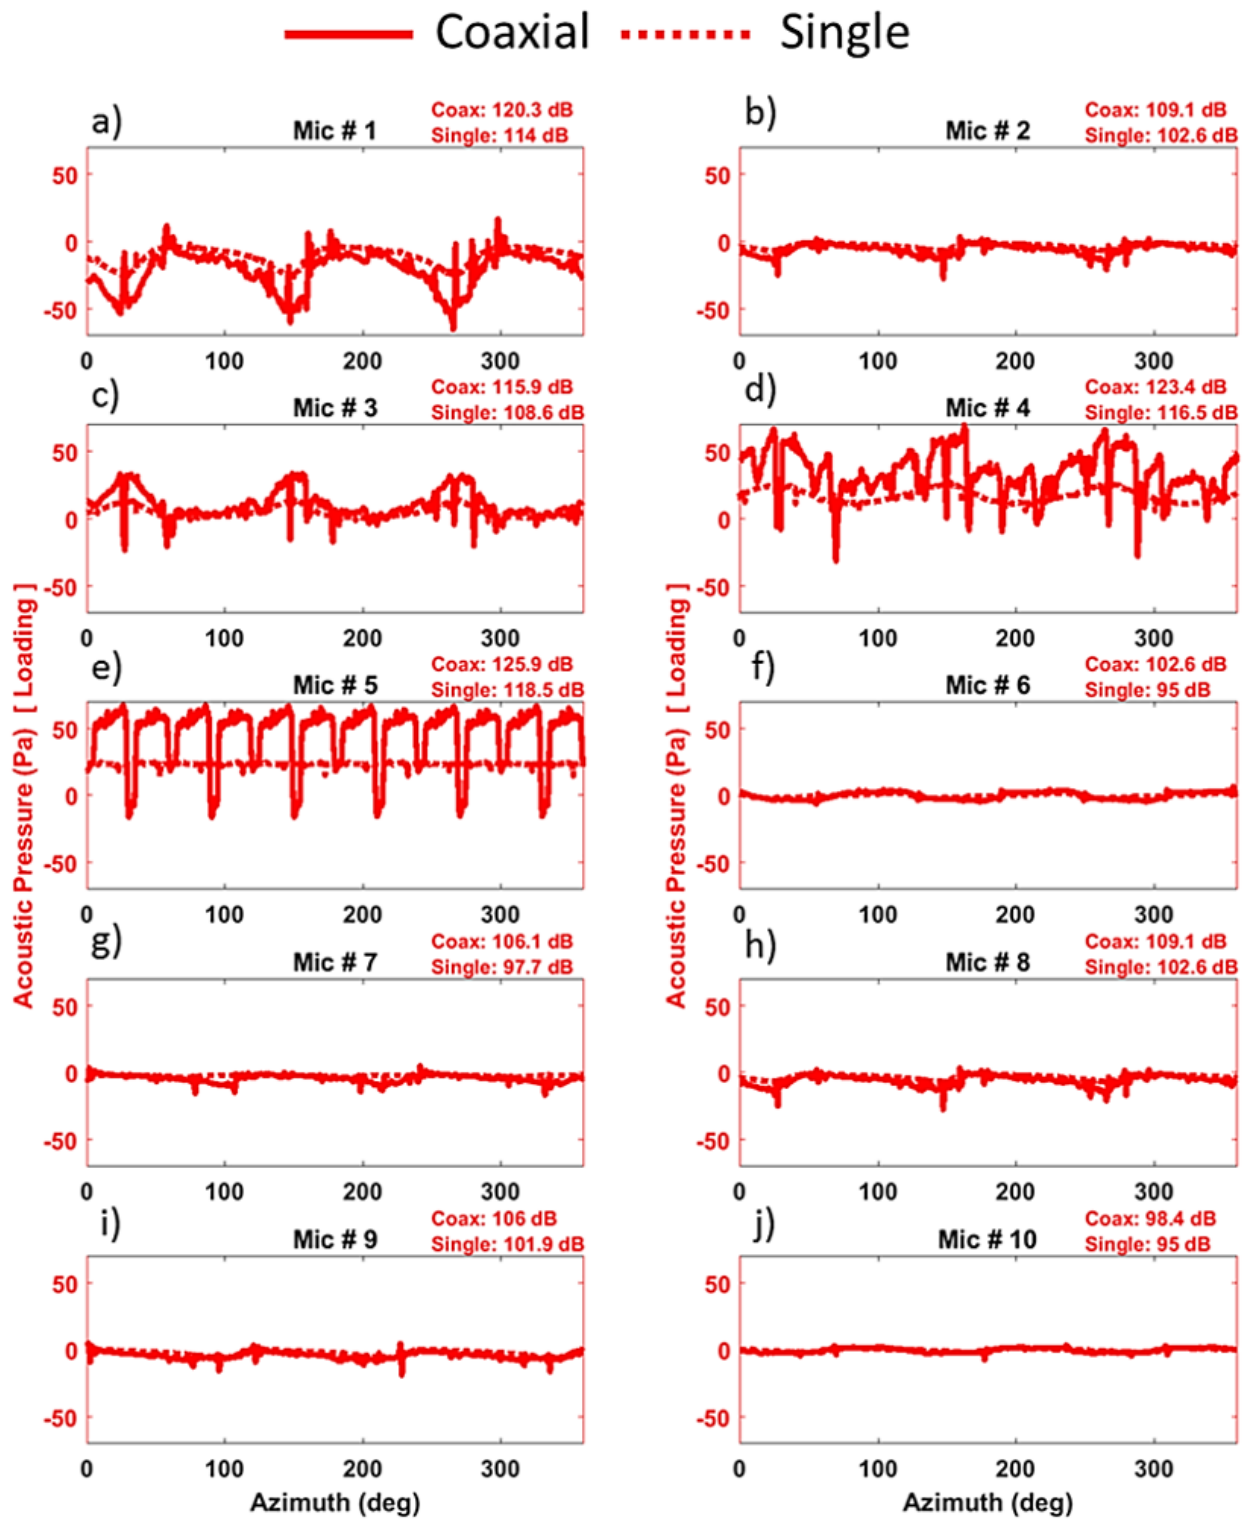 Coaxial Single
a) Mic # 1 Coax: 120.3 dB
Single: 114 dB
50
0
-50
0 100 200 300
b) Mic # 2 Coax: 109.1 dB
Single: 102.6 dB
50
0
-50
0 100 200 300
c) Mic # 3 Coax: 115.9 dB
Single: 108.6 dB
50
0
-50
0 100 200 300
d) Mic # 4 Coax: 123.4 dB
Single: 116.5 dB
50
0
-50
0 100 200 300
e) Mic # 5 Coax: 125.9 dB
Single: 118.5 dB
50
0
-50
0 100 200 300
f) Mic # 6 Coax: 102.6 dB
Single: 95 dB
50
0
-50
0 100 200 300
g) Mic # 7 Coax: 106.1 dB
Single: 97.7 dB
50
0
-50
0 100 200 300
h) Mic # 8 Coax: 109.1 dB
Single: 102.6 dB
50
0
-50
0 100 200 300
i) Mic # 9 Coax: 106 dB
Single: 101.9 dB
50
0
-50
0 100 200 300
Azimuth (deg)
j) Mic # 10 Coax: 98.4 dB
Single: 95 dB
50
0
-50
0 100 200 300
Azimuth (deg)
Acoustic Pressure (Pa) [ Loading ]
Acoustic Pressure (Pa) [ Loading ]